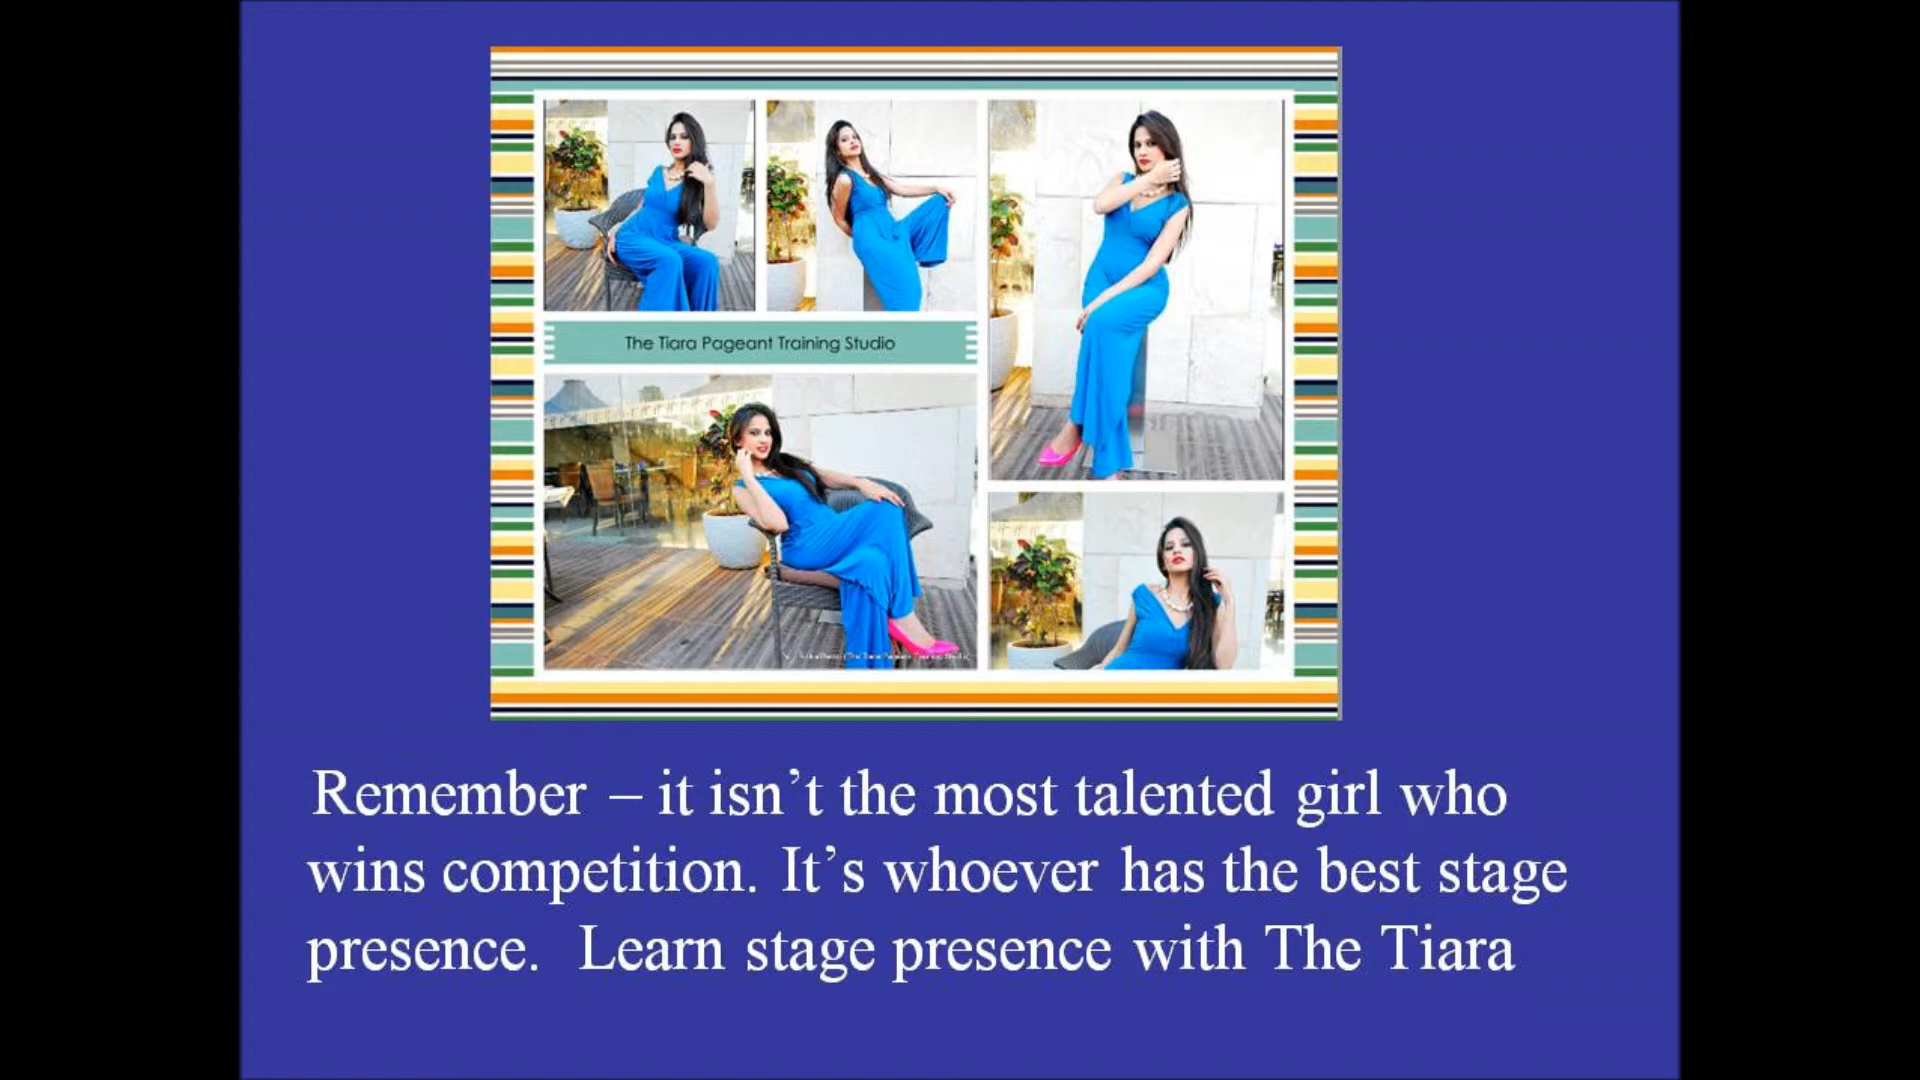 The Tiara Pageant Training Studio
Remember – it isn’t the most talented girl who
wins competition. It’s whoever has the best stage
presence. Learn stage presence with The Tiara